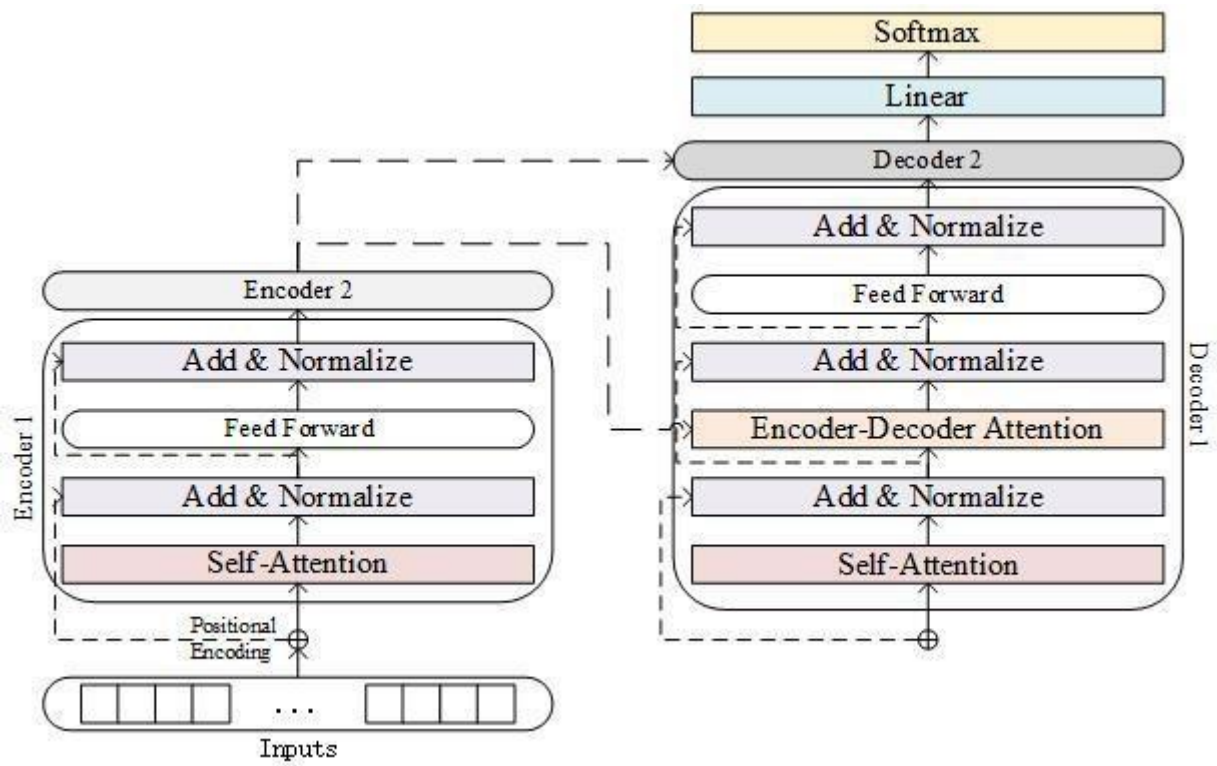 Softmax
Linear
Decoder 2
Add & Normalize
Feed Forward
Add & Normalize
Encoder-Decoder Attention
Add & Normalize
Self-Attention
Decoder 1
Encoder 2
Add & Normalize
Feed Forward
Add & Normalize
Self-Attention
Encoder 1
Positional
Encoding
...
Inputs